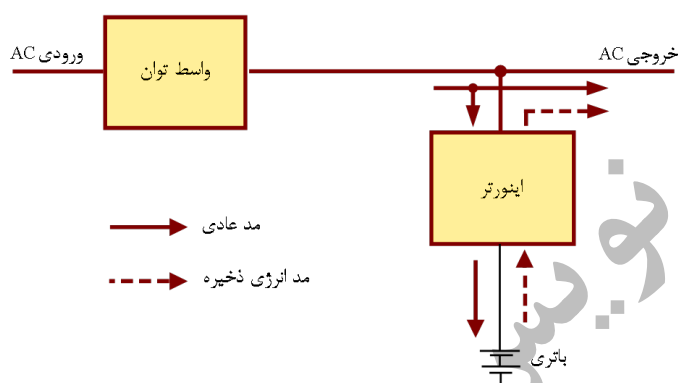 ورودی AC
واسط توان
خروجی AC
اینورتر
مد عادی
مد انرژی ذخیره
باتری